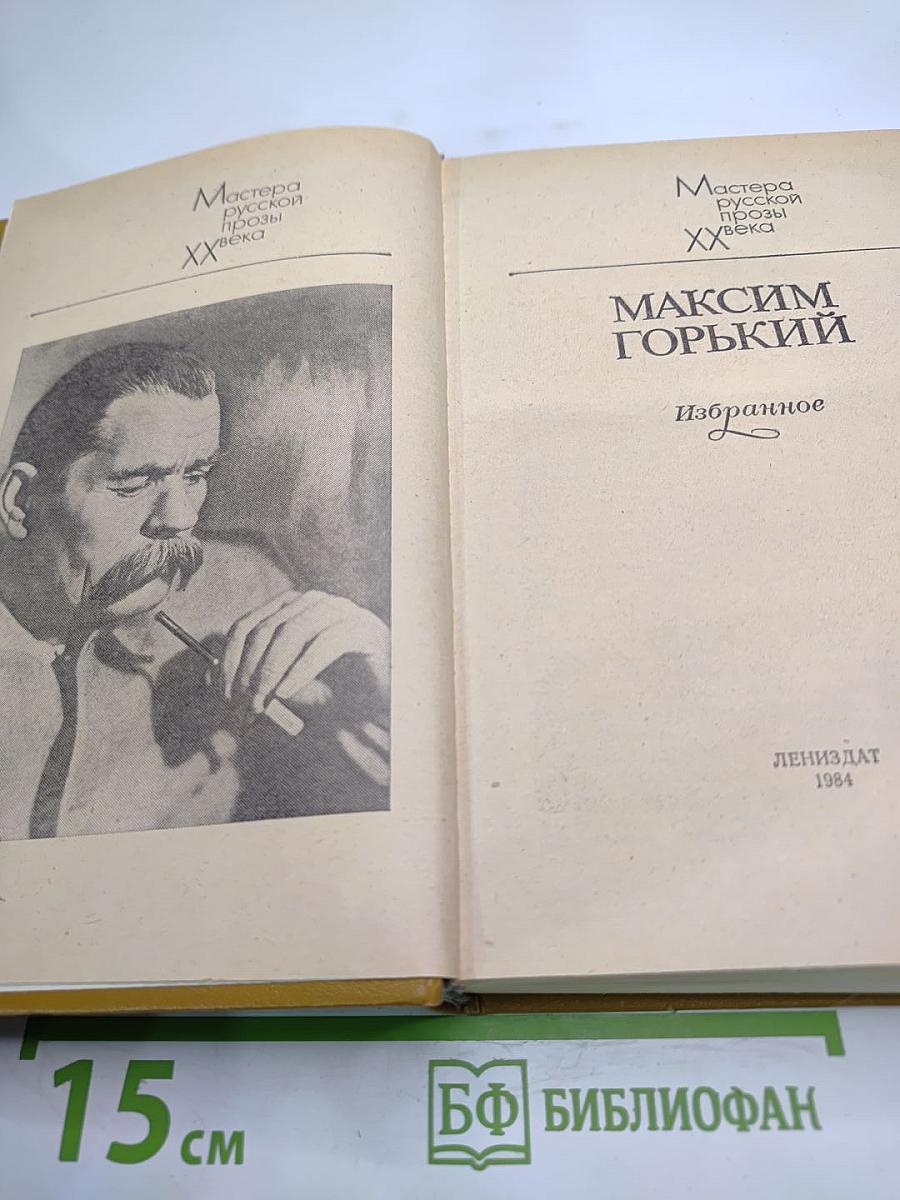 Мастера
русской
прозы
XX века
Мастера
русской
прозы
XX века
МАКСИМ
ГОРЬКИЙ
Избранное
ЛЕНИЗДАТ
1984
15 см
БФ БИБЛИОФАН